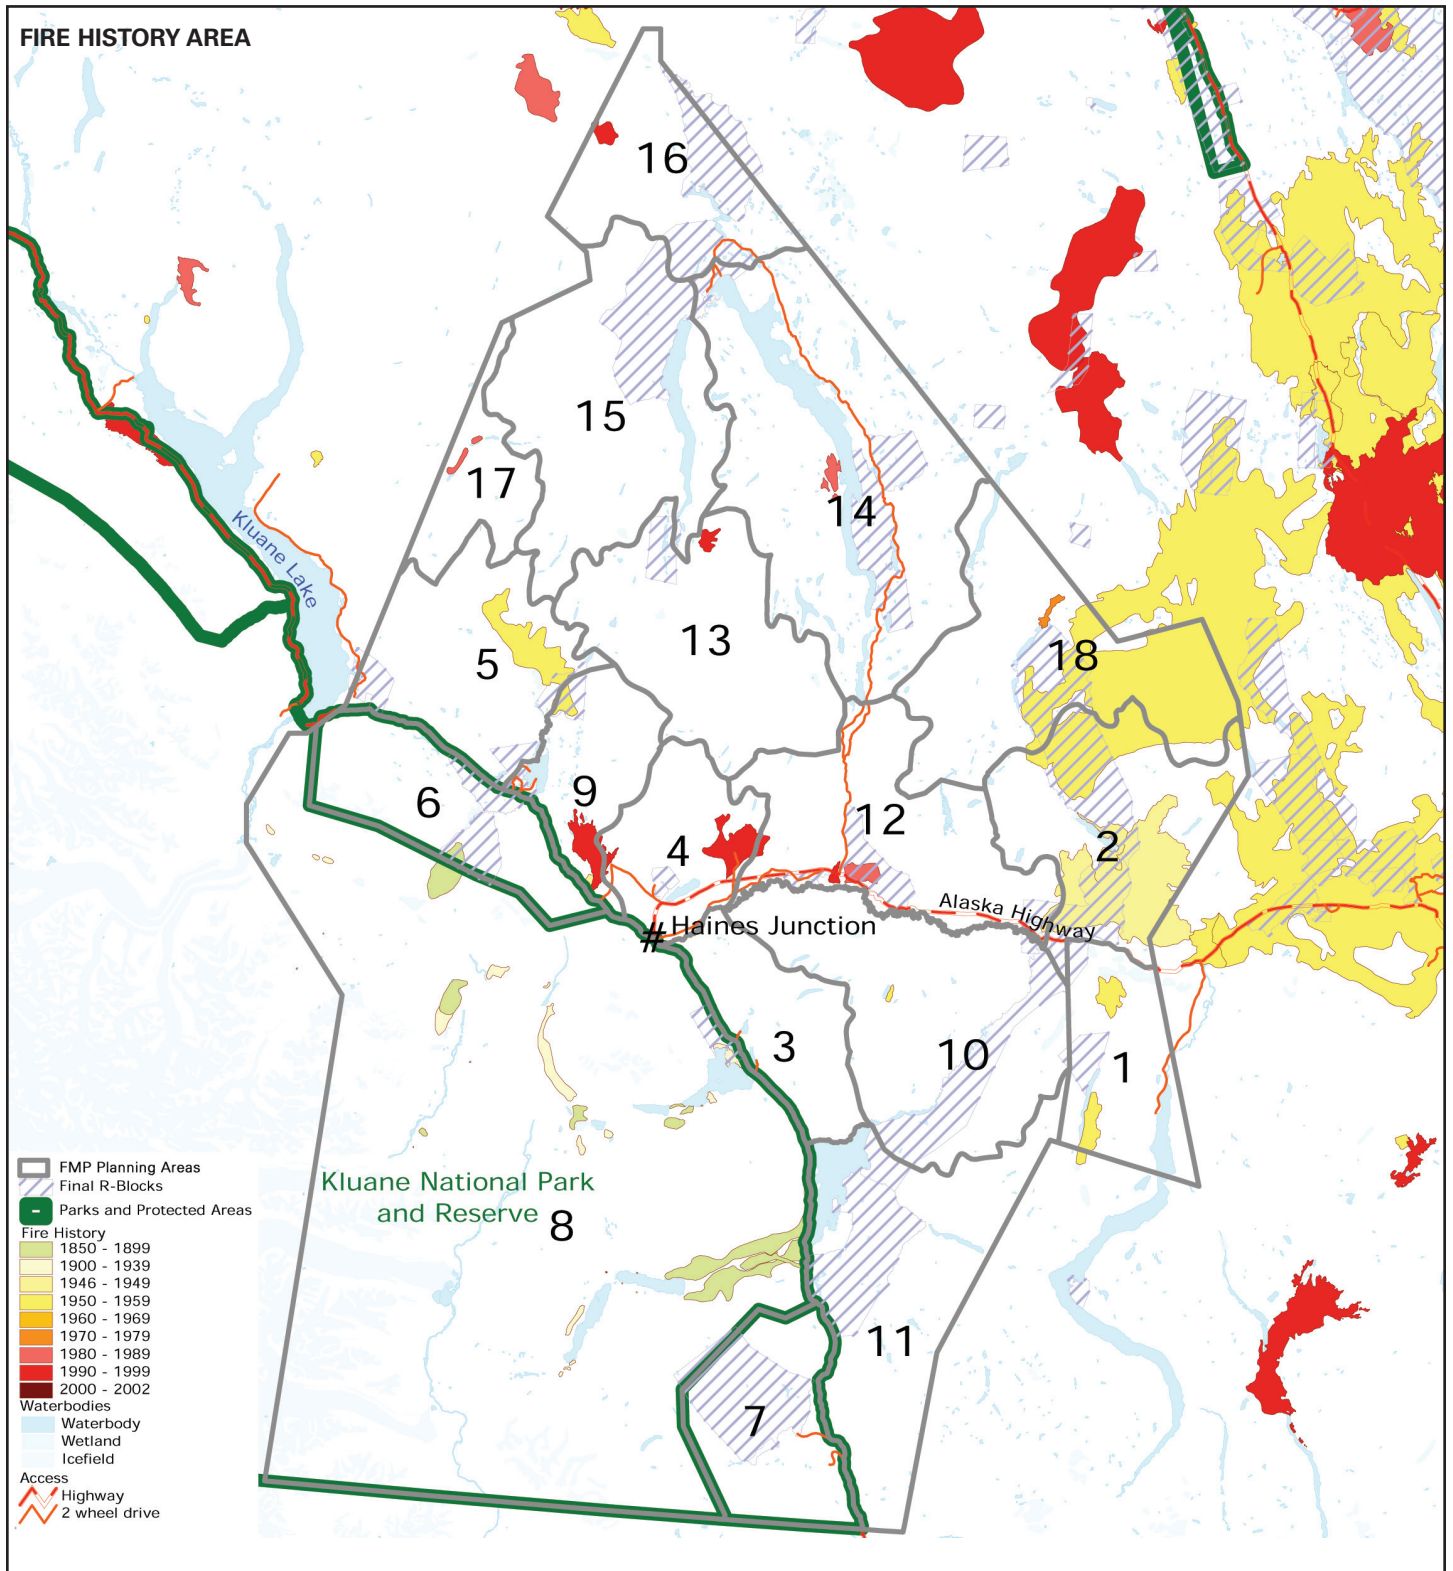 FIRE HISTORY AREA
16
15
17
14
Kluane Lake
13
5
18
6
9
4
12
2
Alaska Highway
# Haines Junction
3
10
1
Kluane National Park
and Reserve
8
11
7
FMP Planning Areas
Final R-Blocks
Parks and Protected Areas
Fire History
1850 - 1899
1900 - 1939
1946 - 1949
1950 - 1959
1960 - 1969
1970 - 1979
1980 - 1989
1990 - 1999
2000 - 2002
Waterbodies
Waterbody
Wetland
Icefield
Access
Highway
2 wheel drive